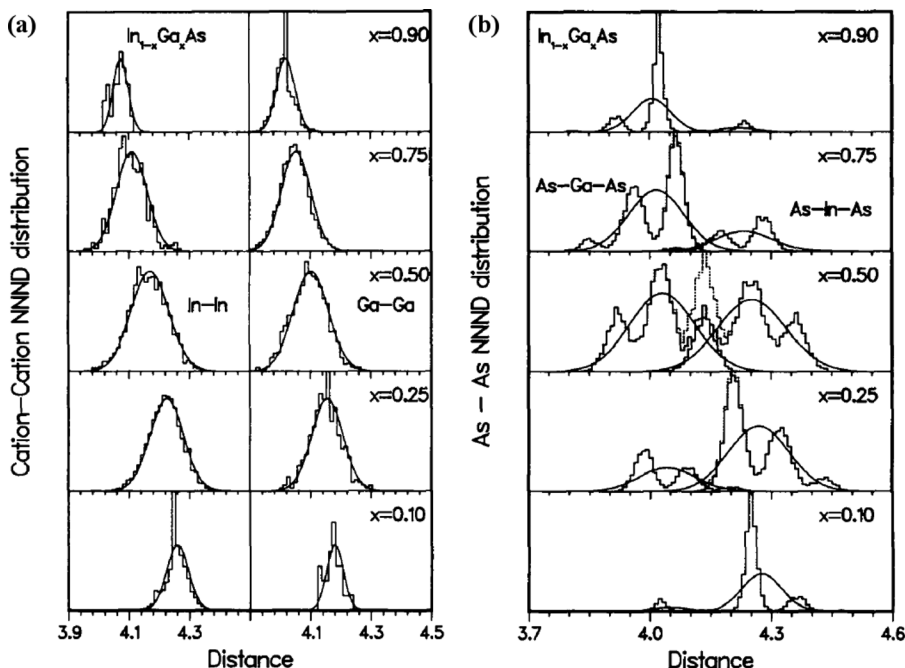 (a)
In₁₋ₓGaₓAs
x=0.90
x=0.75
In–In
Ga–Ga
x=0.50
x=0.25
x=0.10
Cation–Cation NNND distribution
3.9 4.1 4.3 4.1 4.3 4.5
Distance
(b)
In₁₋ₓGaₓAs
x=0.90
x=0.75
As–Ga–As
As–In–As
x=0.50
x=0.25
x=0.10
As – As NNND distribution
3.7 4.0 4.3 4.6
Distance